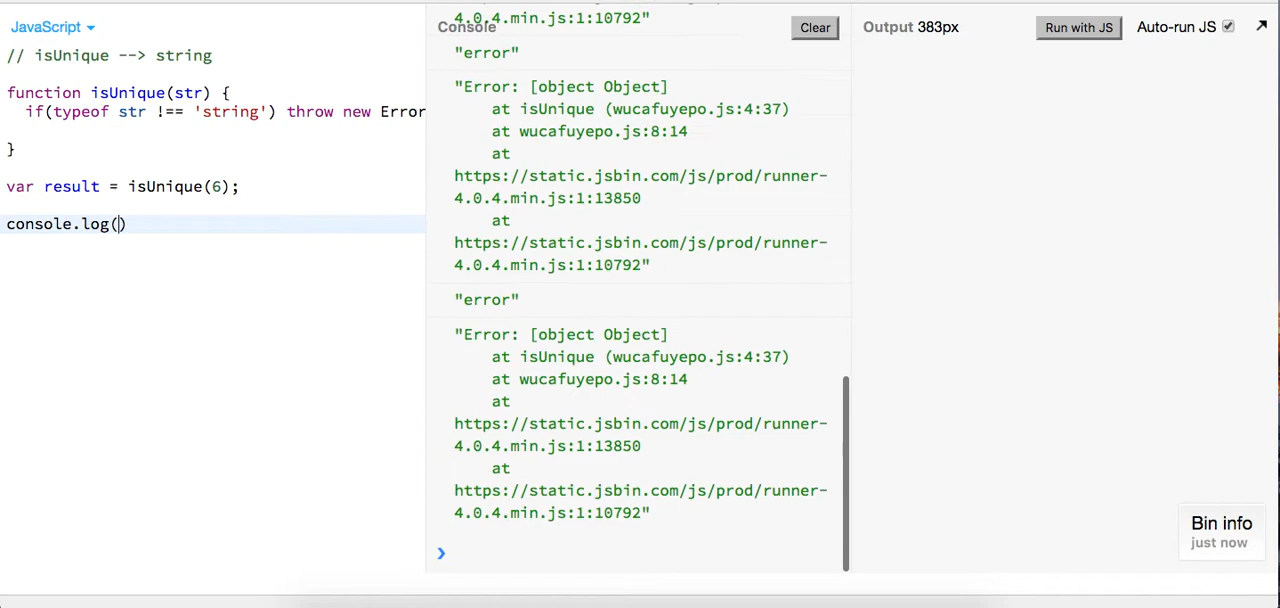 JavaScript
// isUnique --> string
function isUnique(str) {
if(typeof str !== 'string') throw new Error
}
var result = isUnique(6);
console.log()
4.0.4.min.js:1:10792"
Console
Clear
"error"
"Error: [object Object]
at isUnique (wucafuyepo.js:4:37)
at wucafuyepo.js:8:14
at
https://static.jsbin.com/js/prod/runner-
4.0.4.min.js:1:13850
at
https://static.jsbin.com/js/prod/runner-
4.0.4.min.js:1:10792"
"error"
"Error: [object Object]
at isUnique (wucafuyepo.js:4:37)
at wucafuyepo.js:8:14
at
https://static.jsbin.com/js/prod/runner-
4.0.4.min.js:1:13850
at
https://static.jsbin.com/js/prod/runner-
4.0.4.min.js:1:10792"
Output 383px
Run with JS
Auto-run JS
Bin info
just now